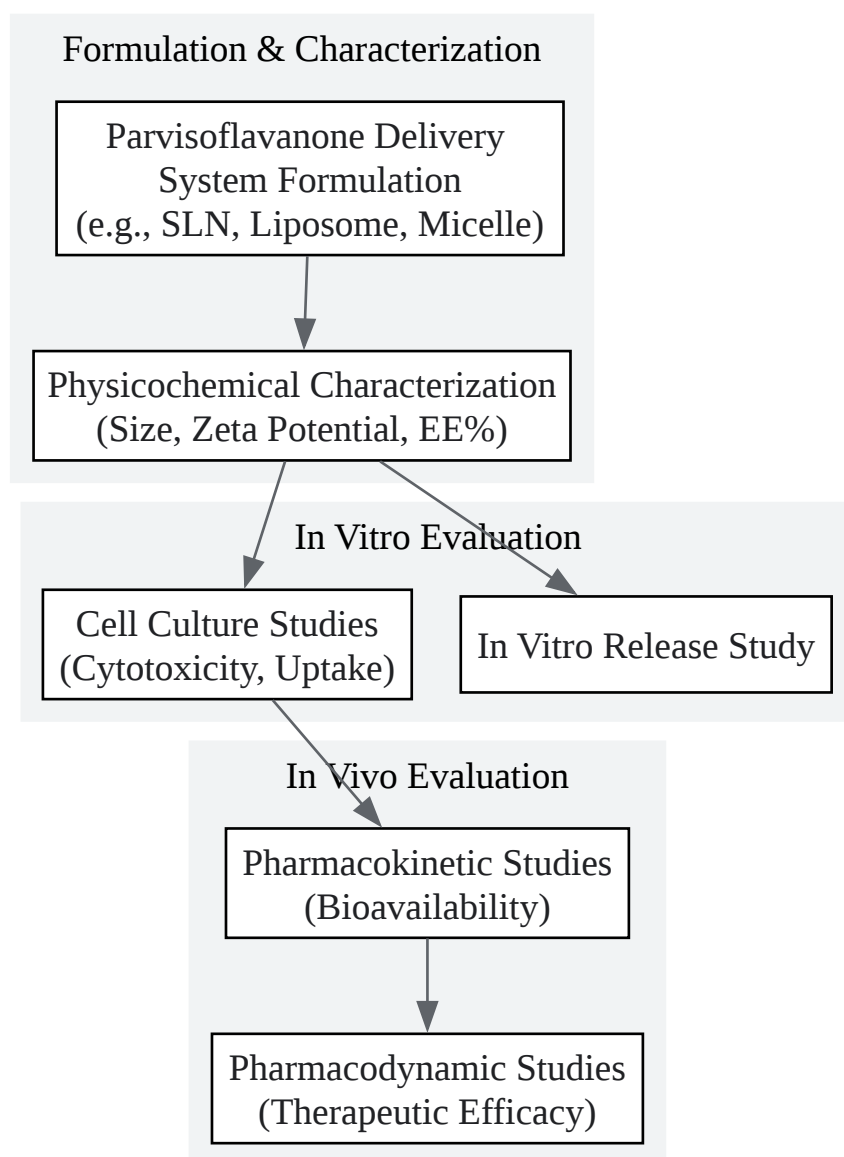 Formulation & Characterization
Parvisoflavanone Delivery
System Formulation
(e.g., SLN, Liposome, Micelle)
Physicochemical Characterization
(Size, Zeta Potential, EE%)
In Vitro Evaluation
Cell Culture Studies
(Cytotoxicity, Uptake)
In Vitro Release Study
In Vivo Evaluation
Pharmacokinetic Studies
(Bioavailability)
Pharmacodynamic Studies
(Therapeutic Efficacy)